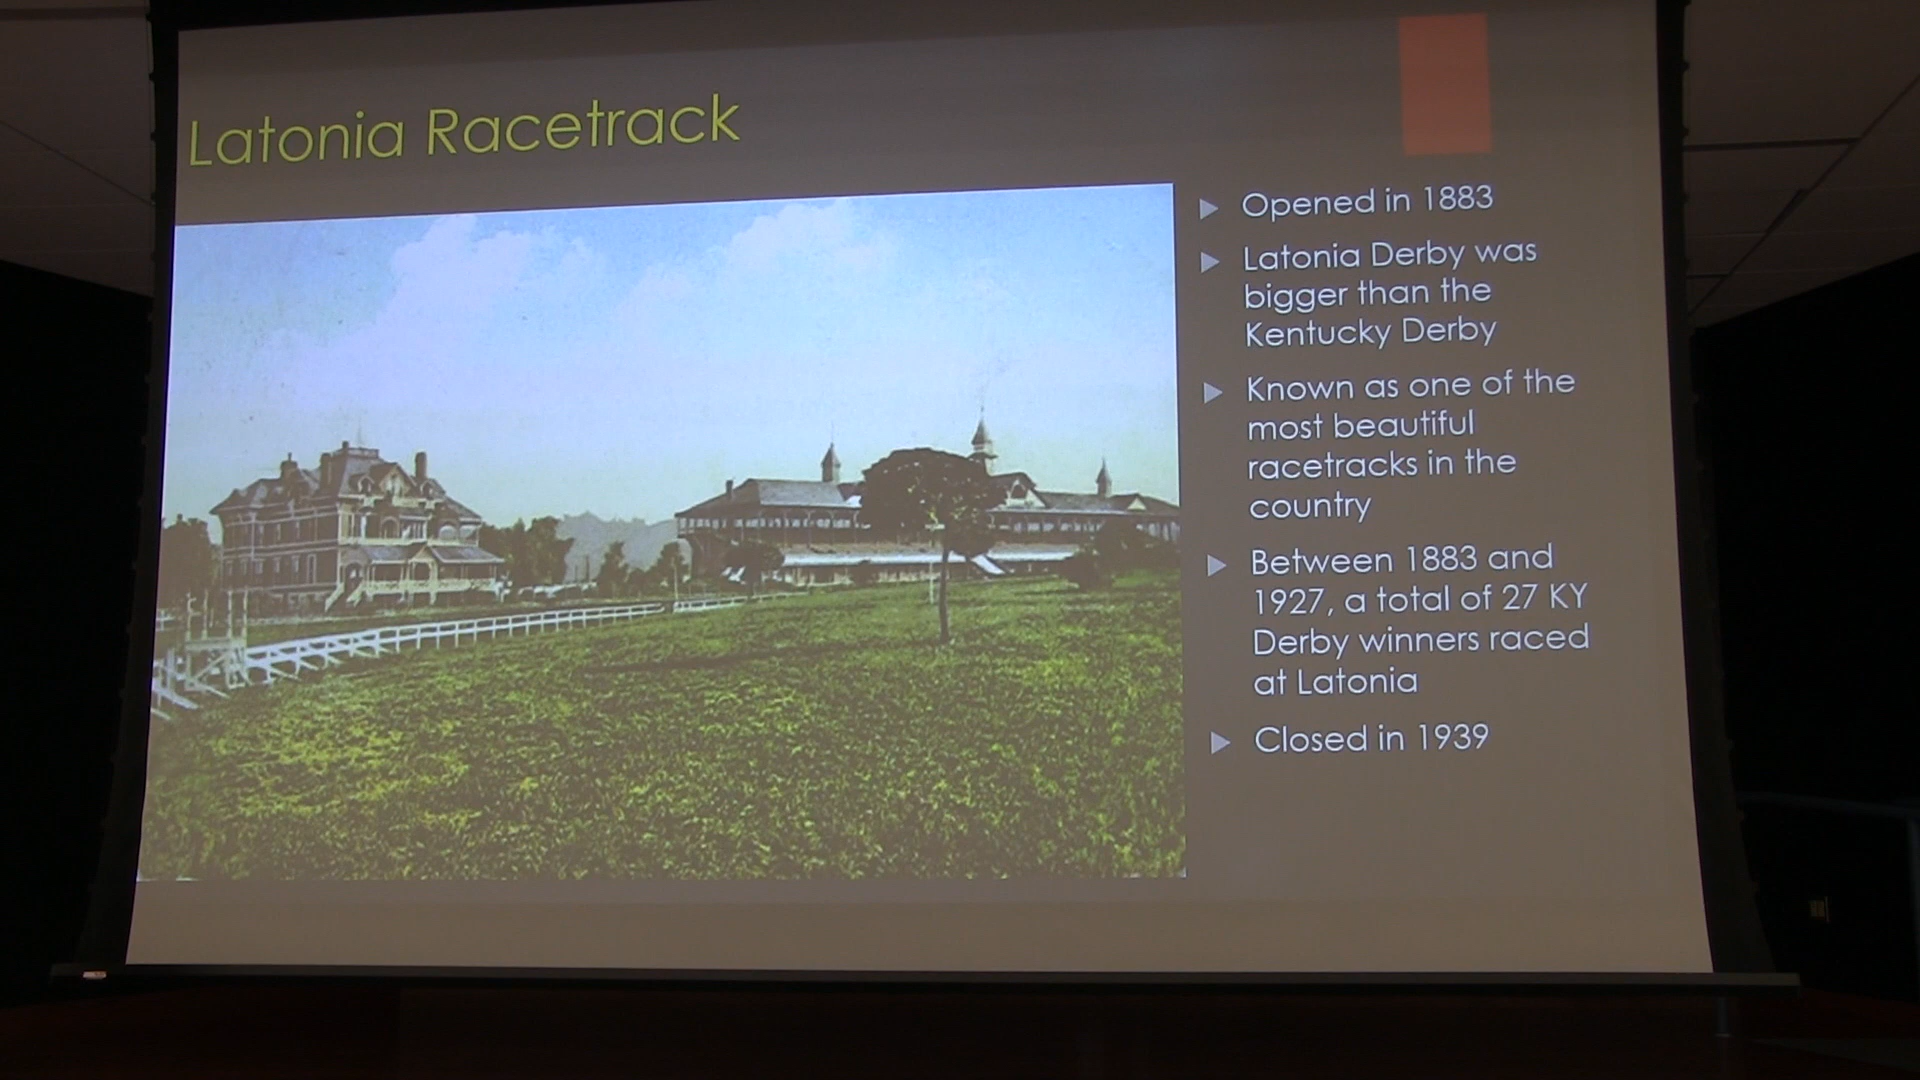 Latonia Racetrack
Opened in 1883
Latonia Derby was
bigger than the
Kentucky Derby
Known as one of the
most beautiful
racetracks in the
country
Between 1883 and
1927, a total of 27 KY
Derby winners raced
at Latonia
Closed in 1939